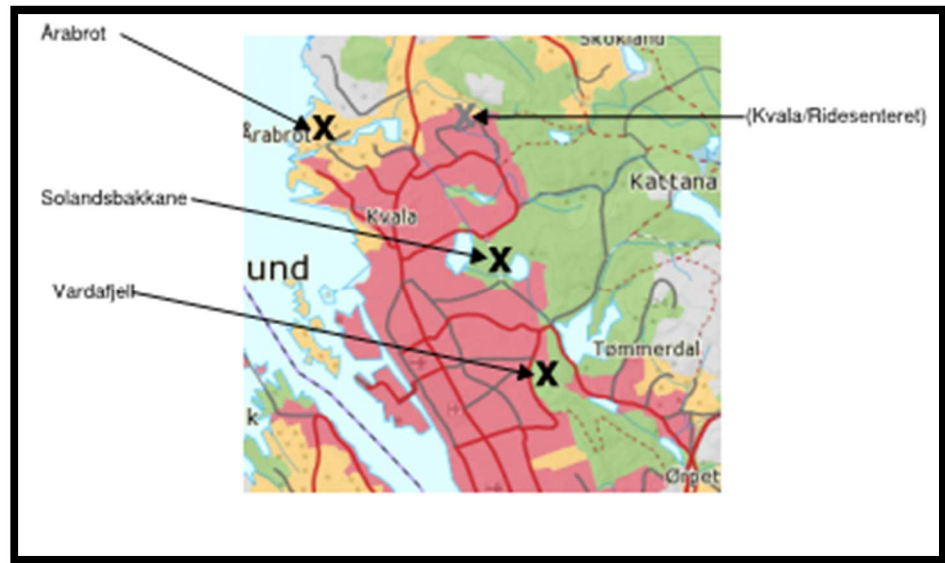 Årabrot
Skokland
X
X
(Kvala/Ridesenteret)
Årabrot
Kattana
Solandsbakkane
Kvala
X
und
Vardafjell
Tømmerdal
X
k
Ørpet